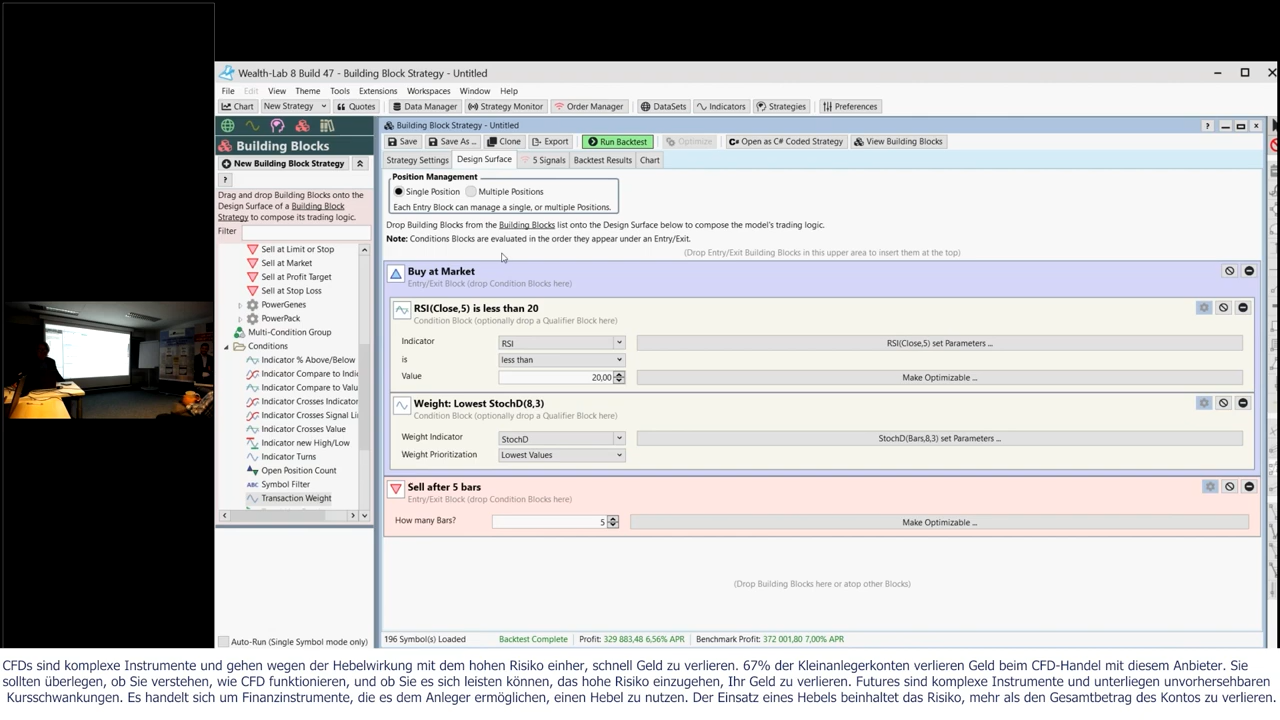 Wealth-Lab 8 Build 47 - Building Block Strategy - Untitled
File Edit View Theme Tools Extensions Workspaces Window Help
Chart New Strategy Quotes Data Manager Strategy Monitor Order Manager DataSets Indicators Strategies Preferences
Building Blocks
New Building Block Strategy
?
Drag and drop Building Blocks onto the
Design Surface of a Building Block
Strategy to compose its trading logic.
Filter
Sell at Limit or Stop
Sell at Market
Sell at Profit Target
Sell at Stop Loss
PowerGenes
PowerPack
Multi-Condition Group
Conditions
Indicator % Above/Below
Indicator Compare to Indic
Indicator Compare to Valu
Indicator Crosses Indicator
Indicator Crosses Signal Li
Indicator Crosses Value
Indicator new High/Low
Indicator Turns
Open Position Count
ABC Symbol Filter
Transaction Weight
Auto-Run (Single Symbol mode only)
Building Block Strategy - Untitled
?
Save Save As ... Clone Export Run Backtest Optimize C# Open as C# Coded Strategy View Building Blocks
Strategy Settings Design Surface 5 Signals Backtest Results Chart
Position Management
Single Position Multiple Positions
Each Entry Block can manage a single, or multiple Positions.
Drop Building Blocks from the Building Blocks list onto the Design Surface below to compose the model's trading logic.
Note: Conditions Blocks are evaluated in the order they appear under an Entry/Exit.
(Drop Entry/Exit Building Blocks in this upper area to insert them at the top)
Buy at Market
Entry/Exit Block (drop Condition Blocks here)
RSI(Close,5) is less than 20
Condition Block (optionally drop a Qualifier Block here)
Indicator RSI RSI(Close,5) set Parameters ...
is less than
Value 20,00 Make Optimizable ...
Weight: Lowest StochD(8,3)
Condition Block (optionally drop a Qualifier Block here)
Weight Indicator StochD StochD(Bars,8,3) set Parameters ...
Weight Prioritization Lowest Values
Sell after 5 bars
Entry/Exit Block (drop Condition Blocks here)
How many Bars? 5 Make Optimizable ...
(Drop Building Blocks here or atop other Blocks)
196 Symbol(s) Loaded Backtest Complete Profit: 329 883,48 6,56% APR Benchmark Profit: 372 001,80 7,00% APR
CFDs sind komplexe Instrumente und gehen wegen der Hebelwirkung mit dem hohen Risiko einher, schnell Geld zu verlieren. 67% der Kleinanlegerkonten verlieren Geld beim CFD-Handel mit diesem Anbieter. Sie
sollten überlegen, ob Sie verstehen, wie CFD funktionieren, und ob Sie es sich leisten können, das hohe Risiko einzugehen, Ihr Geld zu verlieren. Futures sind komplexe Instrumente und unterliegen unvorhersehbaren
Kursschwankungen. Es handelt sich um Finanzinstrumente, die es dem Anleger ermöglichen, einen Hebel zu nutzen. Der Einsatz eines Hebels beinhaltet das Risiko, mehr als den Gesamtbetrag des Kontos zu verlieren.